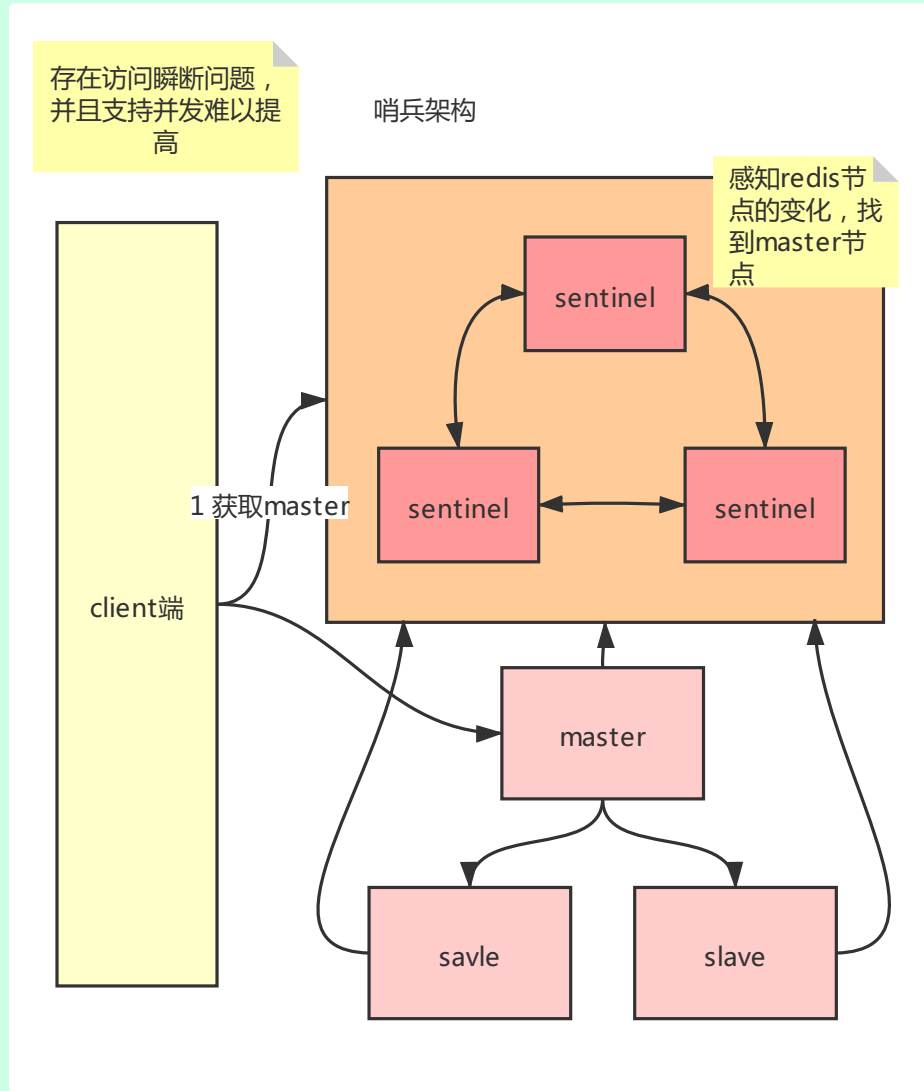 存在访问瞬断问题，
并且支持并发难以提
高
哨兵架构
感知redis节
点的变化，找
到master节
点
sentinel
sentinel
sentinel
1 获取master
client端
master
savle
slave